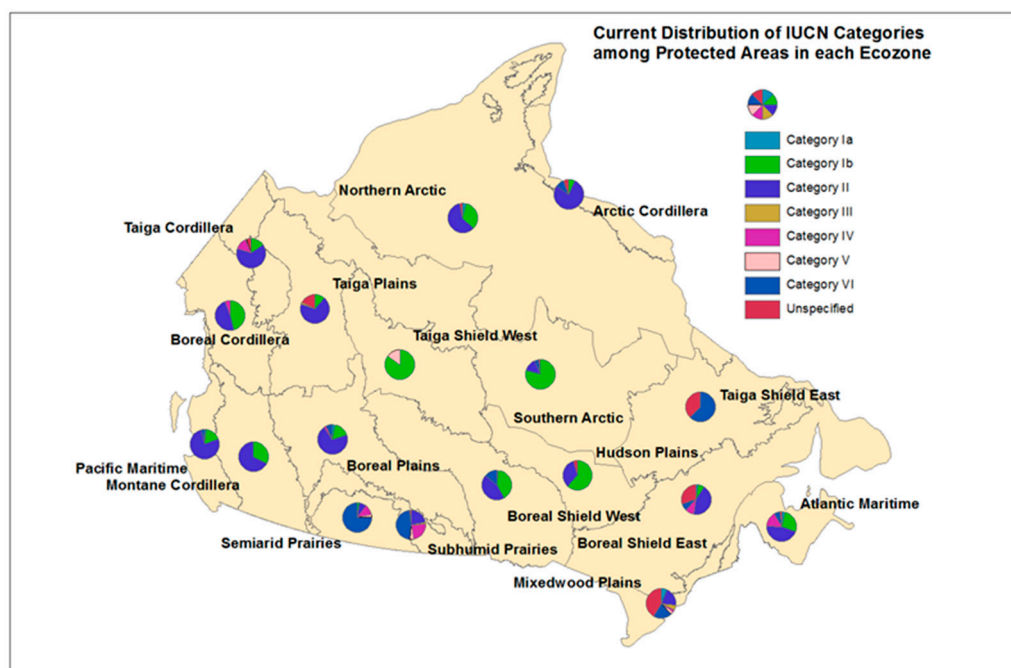 Current Distribution of IUCN Categories
among Protected Areas in each Ecozone
Category Ia
Category Ib
Category II
Category III
Category IV
Category V
Category VI
Unspecified
Northern Arctic
Arctic Cordillera
Taiga Cordillera
Taiga Plains
Boreal Cordillera
Taiga Shield West
Taiga Shield East
Southern Arctic
Hudson Plains
Pacific Maritime
Montane Cordillera
Boreal Plains
Boreal Shield West
Atlantic Maritime
Semiarid Prairies
Subhumid Prairies
Boreal Shield East
Mixedwood Plains